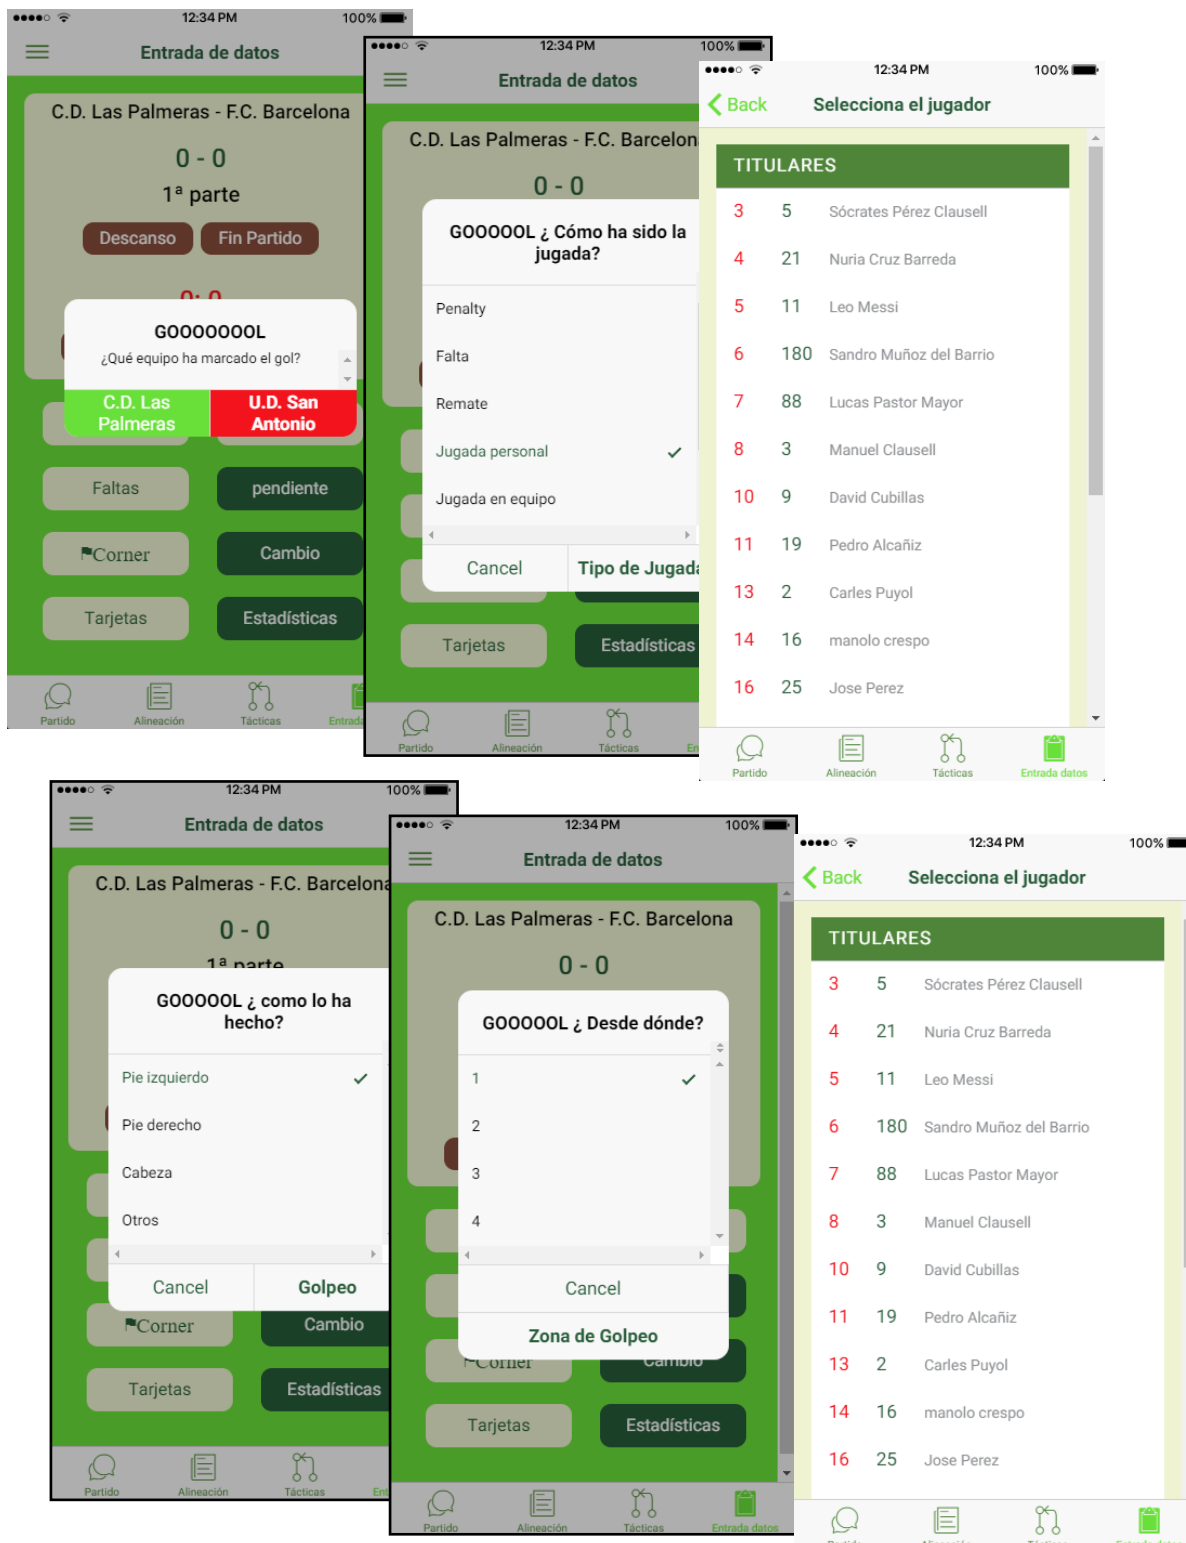 12:34 PM 100%
Entrada de datos
C.D. Las Palmeras - F.C. Barcelona
0 - 0
1ª parte
Descanso Fin Partido
GOOOOOOOL
¿Qué equipo ha marcado el gol?
C.D. Las Palmeras
U.D. San Antonio
Faltas pendiente
Corner Cambio
Tarjetas Estadísticas
Partido Alineación Tácticas
12:34 PM 100%
Entrada de datos
C.D. Las Palmeras - F.C. Barcelon
0 - 0
GOOOOOL ¿ Cómo ha sido la
jugada?
Penalty
Falta
Remate
Jugada personal
Jugada en equipo
Cancel Tipo de Jugada
Tarjetas Estadísticas
Partido Alineación Tácticas
12:34 PM 100%
Back Selecciona el jugador
TITULARES
3 5 Sócrates Pérez Clausell
4 21 Nuria Cruz Barreda
5 11 Leo Messi
6 180 Sandro Muñoz del Barrio
7 88 Lucas Pastor Mayor
8 3 Manuel Clausell
10 9 David Cubillas
11 19 Pedro Alcañiz
13 2 Carles Puyol
14 16 manolo crespo
16 25 Jose Perez
Partido Alineación Tácticas Entrada datos
12:34 PM 100%
Entrada de datos
C.D. Las Palmeras - F.C. Barcelona
0 - 0
1ª parte
GOOOOOL ¿ como lo ha
hecho?
Pie izquierdo
Pie derecho
Cabeza
Otros
Cancel Golpeo
Corner Cambio
Tarjetas Estadísticas
Partido Alineación Tácticas
12:34 PM 100%
Entrada de datos
C.D. Las Palmeras - F.C. Barcelona
0 - 0
GOOOOOL ¿ Desde dónde?
1
2
3
4
Cancel
Zona de Golpeo
Corner Cambio
Tarjetas Estadísticas
Partido Alineación Tácticas Entrada datos
12:34 PM 100%
Back Selecciona el jugador
TITULARES
3 5 Sócrates Pérez Clausell
4 21 Nuria Cruz Barreda
5 11 Leo Messi
6 180 Sandro Muñoz del Barrio
7 88 Lucas Pastor Mayor
8 3 Manuel Clausell
10 9 David Cubillas
11 19 Pedro Alcañiz
13 2 Carles Puyol
14 16 manolo crespo
16 25 Jose Perez